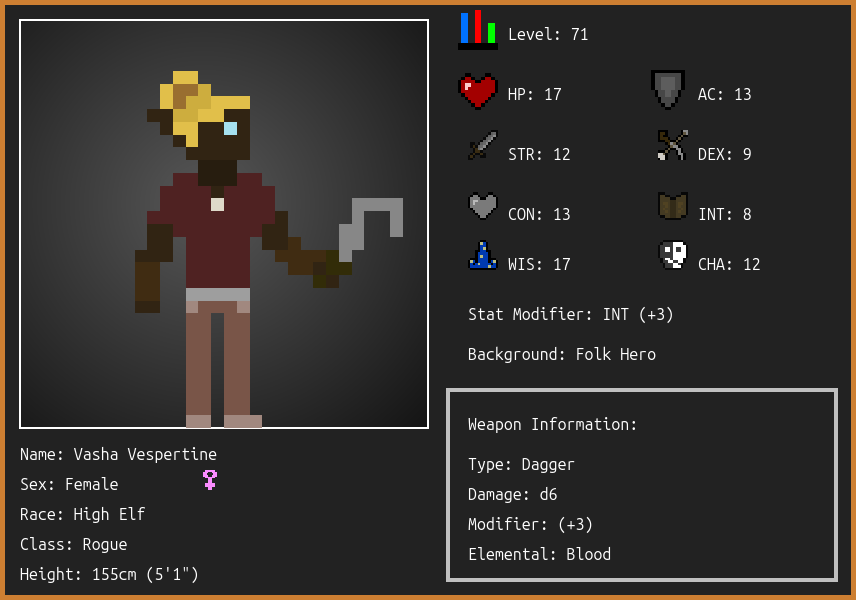 Level: 71
HP: 17
AC: 13
STR: 12
DEX: 9
CON: 13
INT: 8
WIS: 17
CHA: 12
Stat Modifier: INT (+3)
Background: Folk Hero
Weapon Information:
Type: Dagger
Damage: d6
Modifier: (+3)
Elemental: Blood
Name: Vasha Vespertine
Sex: Female
Race: High Elf
Class: Rogue
Height: 155cm (5'1")